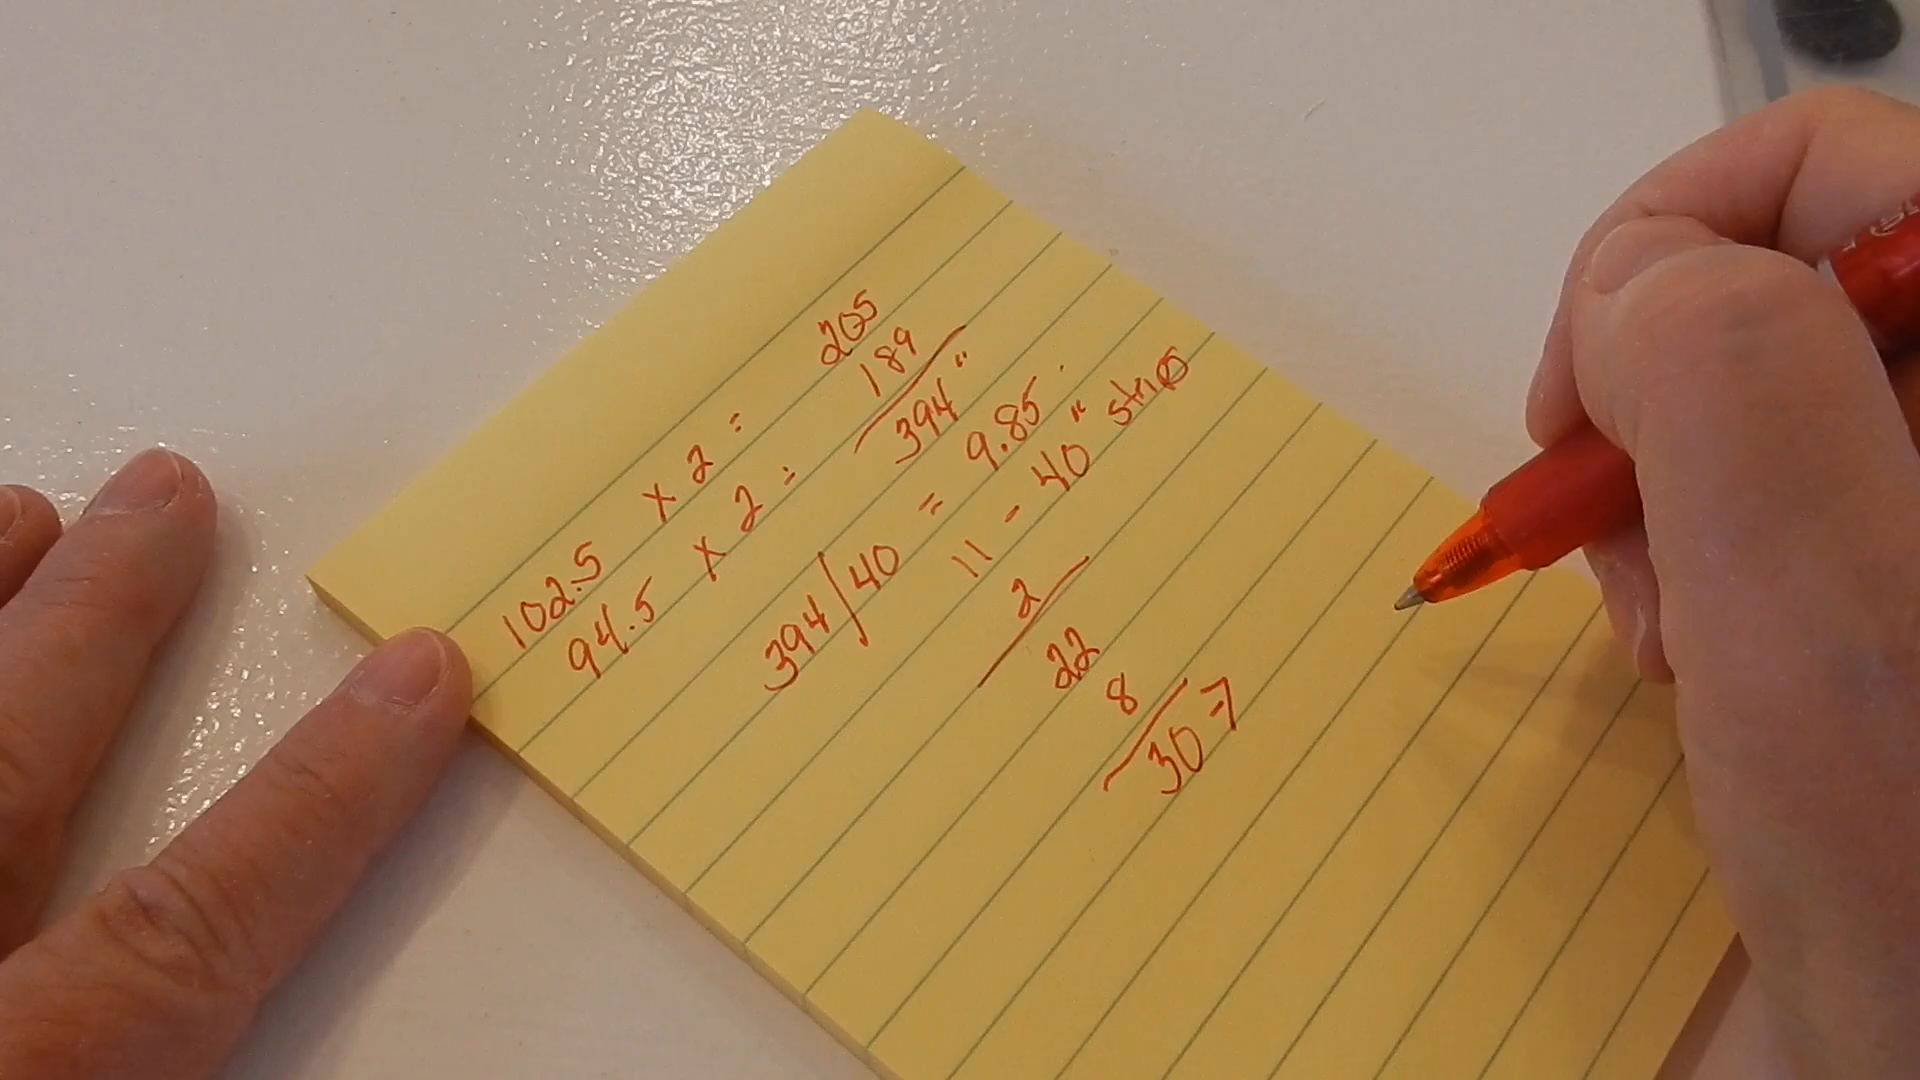 102.5 x 2 = 205
94.5 x 2 = 189
394"
394/40 = 9.85
11 - 40" strips
2
22
8
30 →